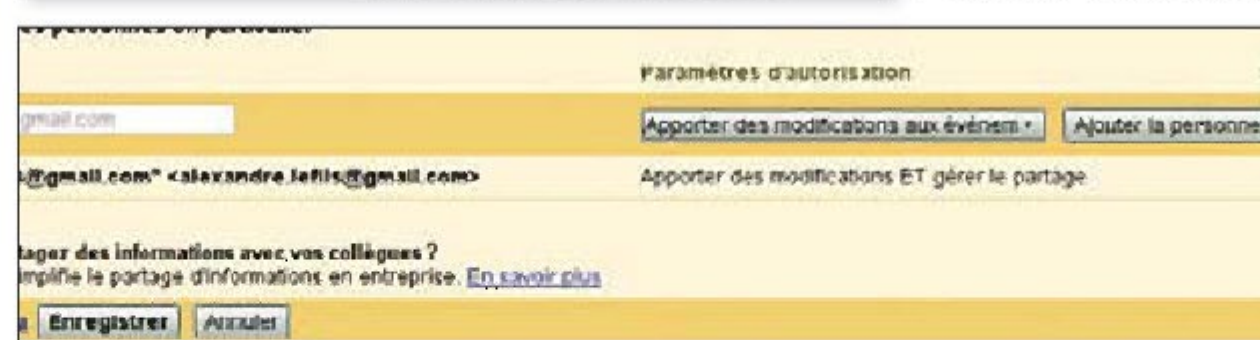 Paramètres d'autorisation
gmail.com
Apporter des modifications aux événem
Ajouter la personne
@gmail.com" <alexandre.lefils@gmail.com>
Apporter des modifications ET gérer le partage
tager des informations avec vos collègues ?
implifie le partage d'informations en entreprise. En savoir plus
Enregistrer
Annuler